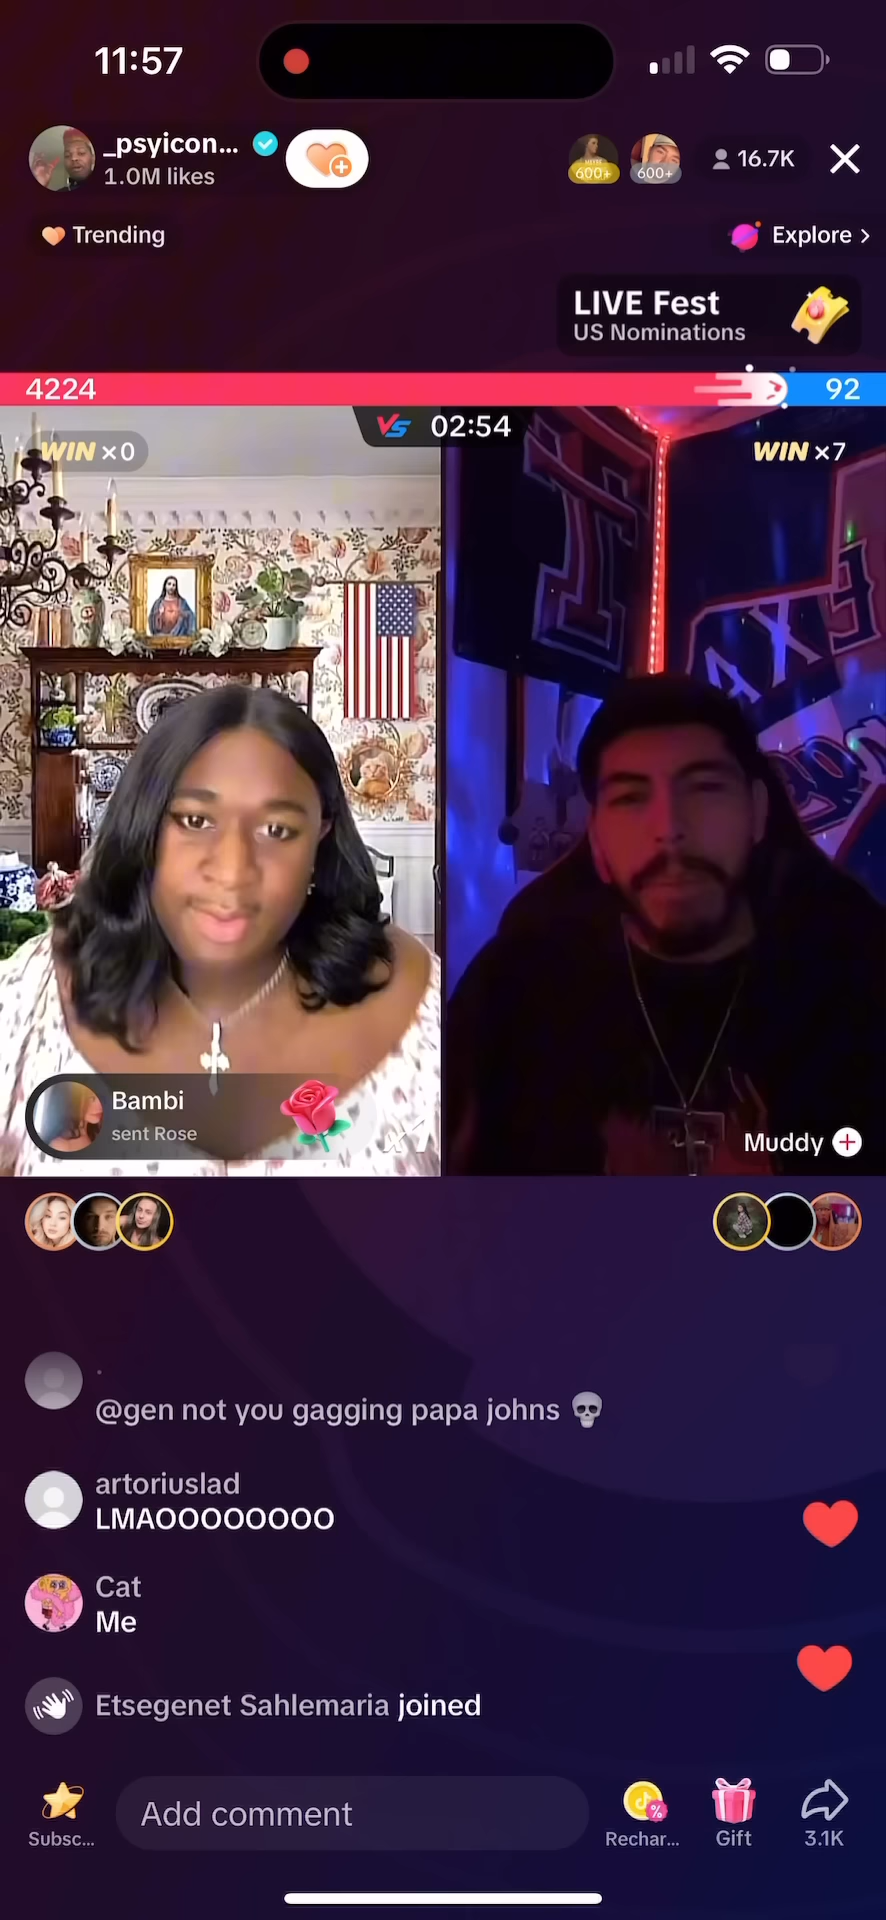 11:57
_psyicon...
1.0M likes
600+
600+
16.7K
Trending
Explore >
LIVE Fest
US Nominations
4224
92
VS 02:54
WIN ×0
WIN ×7
Bambi
sent Rose
x1
Muddy
.
@gen not you gagging papa johns 💀
artoriuslad
LMAOOOOOOOO
Cat
Me
Etsegenet Sahlemaria joined
Subsc...
Add comment
Rechar...
Gift
3.1K